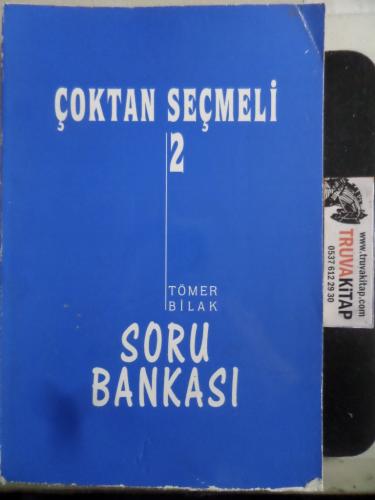 ÇOKTAN SEÇMELİ
2
TÖMER
BİLAK
SORU
BANKASI
www.truvakitap.com
TRUVAKİTAP
0537 612 29 30